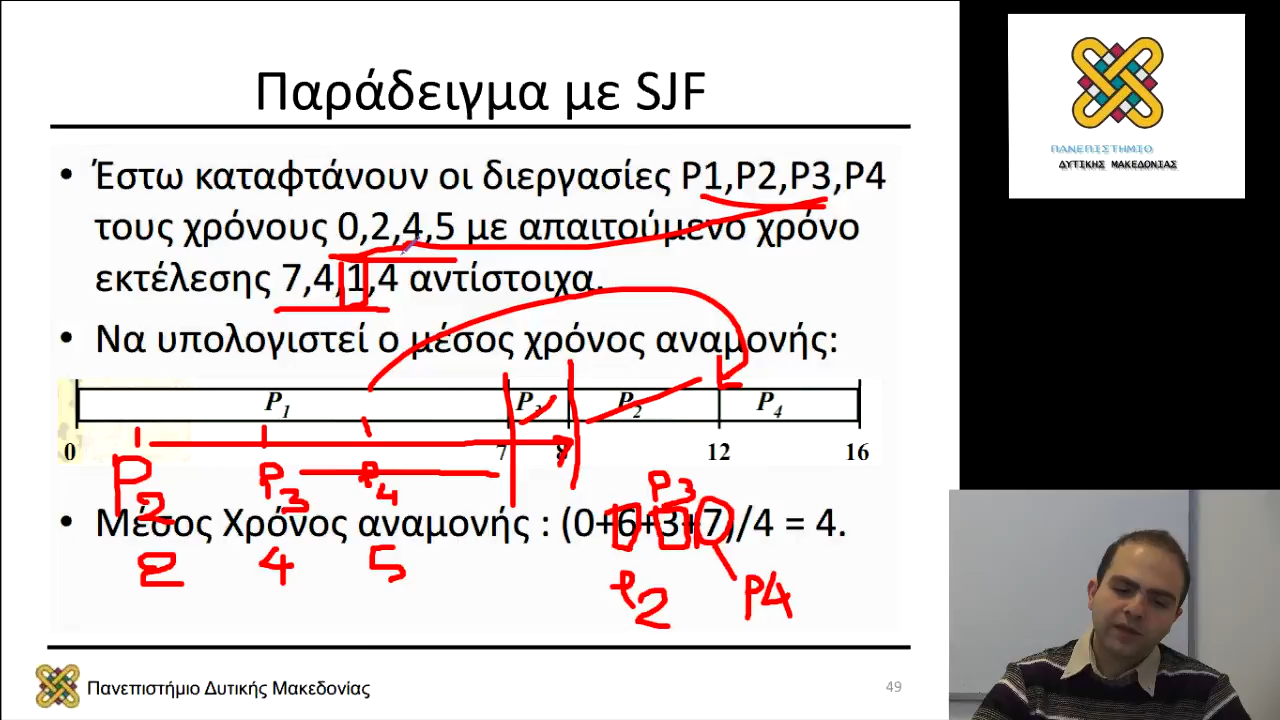 Παράδειγμα με SJF
• Έστω καταφτάνουν οι διεργασίες P1,P2,P3,P4
τους χρόνους 0,2,4,5 με απαιτούμενο χρόνο
εκτέλεσης 7,4,1,4 αντίστοιχα.
• Να υπολογιστεί ο μέσος χρόνος αναμονής:
P1 P3 P2 P4
0 7 8 12 16
P2 P3 P4
P3
• Μέσος Χρόνος αναμονής : (0+6+3+7)/4 = 4.
2 4 5
P2 P4
Πανεπιστήμιο Δυτικής Μακεδονίας
49
ΠΑΝΕΠΙΣΤΗΜΙΟ
ΔΥΤΙΚΗΣ ΜΑΚΕΔΟΝΙΑΣ